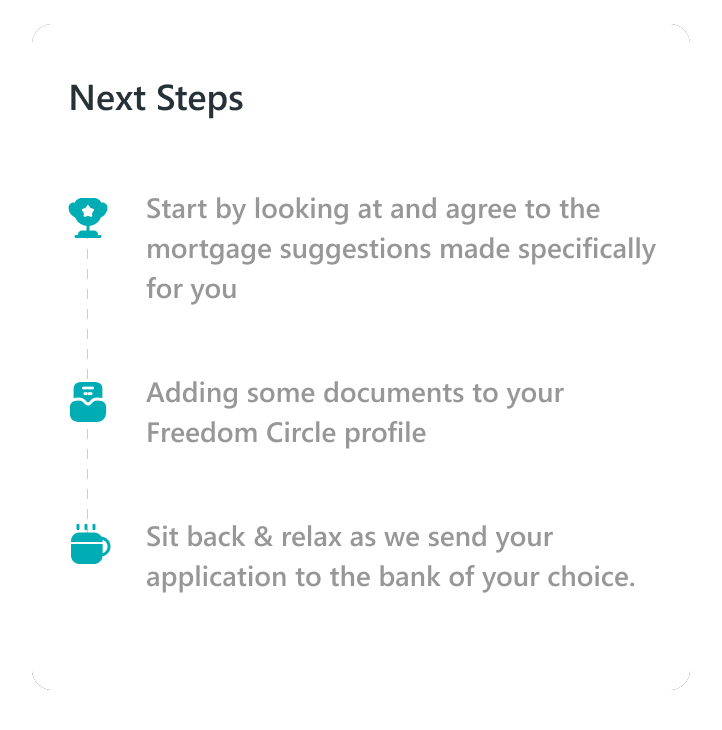 Next Steps
Start by looking at and agree to the
mortgage suggestions made specifically
for you
Adding some documents to your
Freedom Circle profile
Sit back & relax as we send your
application to the bank of your choice.